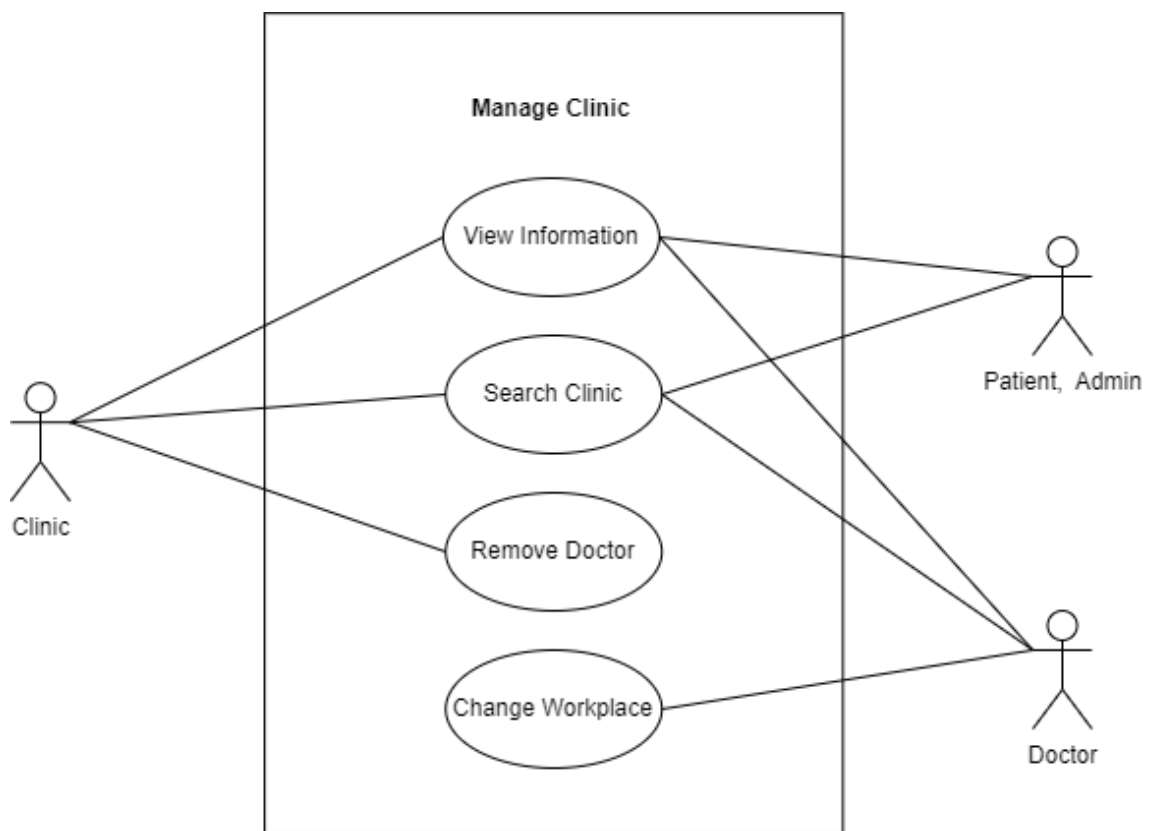 Manage Clinic
View Information
Search Clinic
Patient,  Admin
Clinic
Remove Doctor
Change Workplace
Doctor